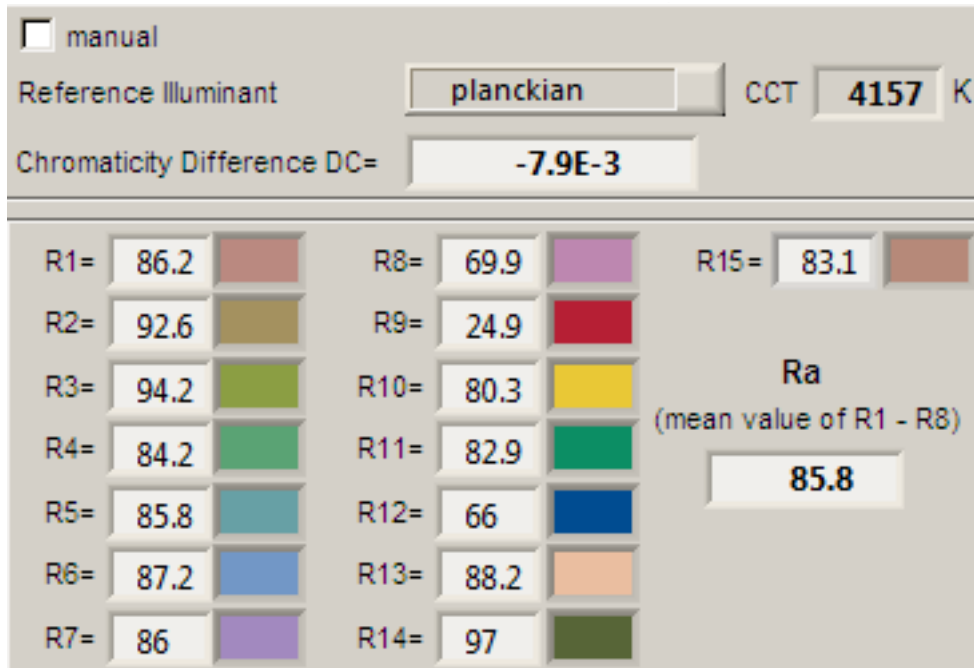 manual
Reference Illuminant planckian CCT 4157 K
Chromaticity Difference DC= -7.9E-3
R1= 86.2 R8= 69.9 R15= 83.1
R2= 92.6 R9= 24.9
R3= 94.2 R10= 80.3 Ra
(mean value of R1 - R8)
R4= 84.2 R11= 82.9
85.8
R5= 85.8 R12= 66
R6= 87.2 R13= 88.2
R7= 86 R14= 97